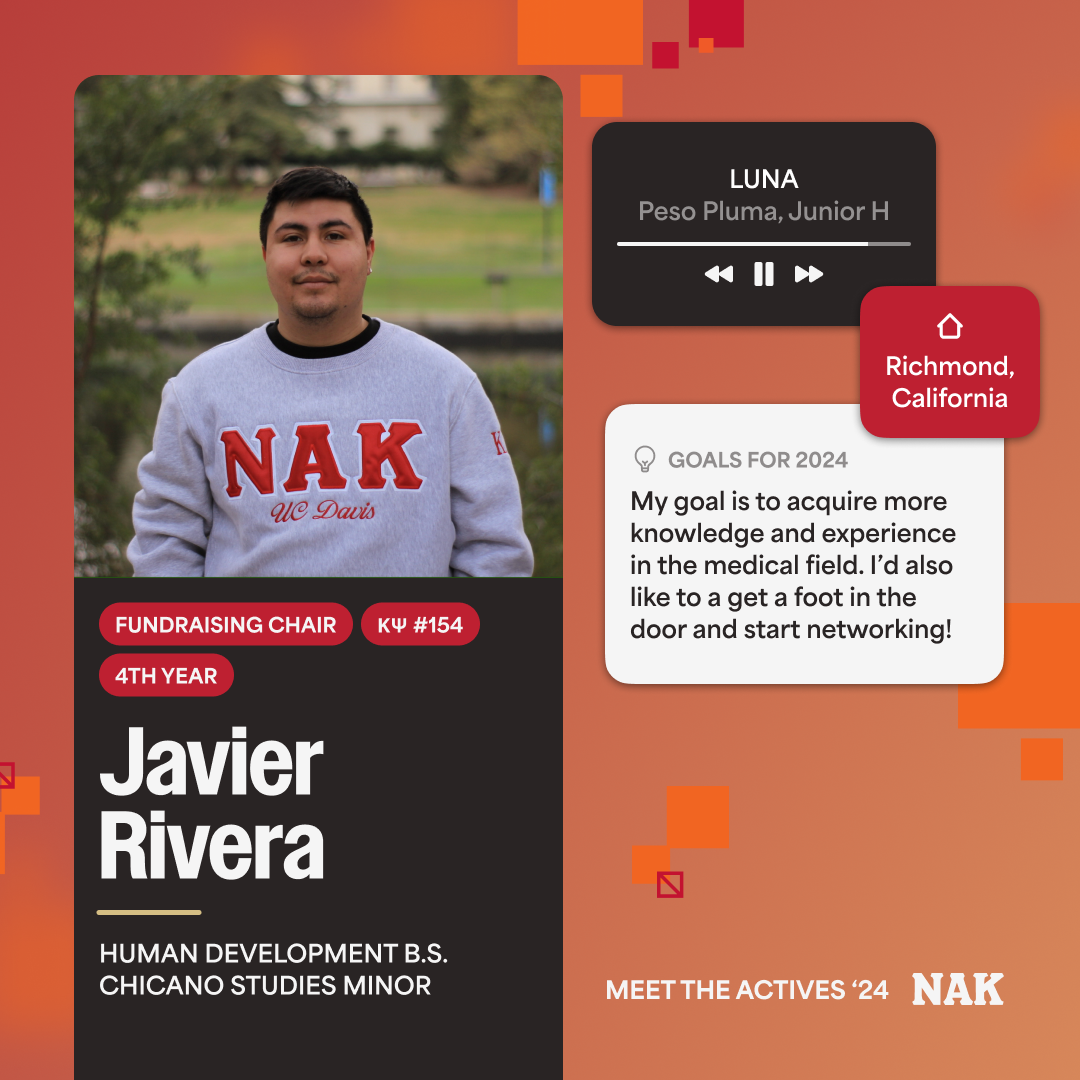 LUNA
Peso Pluma, Junior H
Richmond,
California
GOALS FOR 2024
My goal is to acquire more
knowledge and experience
in the medical field. I’d also
like to a get a foot in the
door and start networking!
NAK
UC Davis
K
FUNDRAISING CHAIR
ΚΨ #154
4TH YEAR
Javier
Rivera
HUMAN DEVELOPMENT B.S.
CHICANO STUDIES MINOR
MEET THE ACTIVES ‘24 NAK